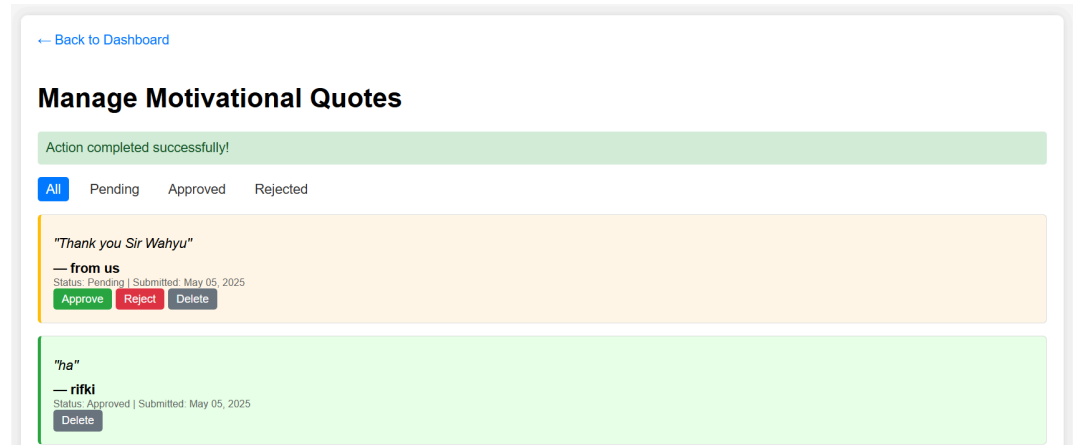 ← Back to Dashboard
Manage Motivational Quotes
Action completed successfully!
All Pending Approved Rejected
"Thank you Sir Wahyu"
— from us
Status: Pending | Submitted: May 05, 2025
Approve Reject Delete
"ha"
— rifki
Status: Approved | Submitted: May 05, 2025
Delete